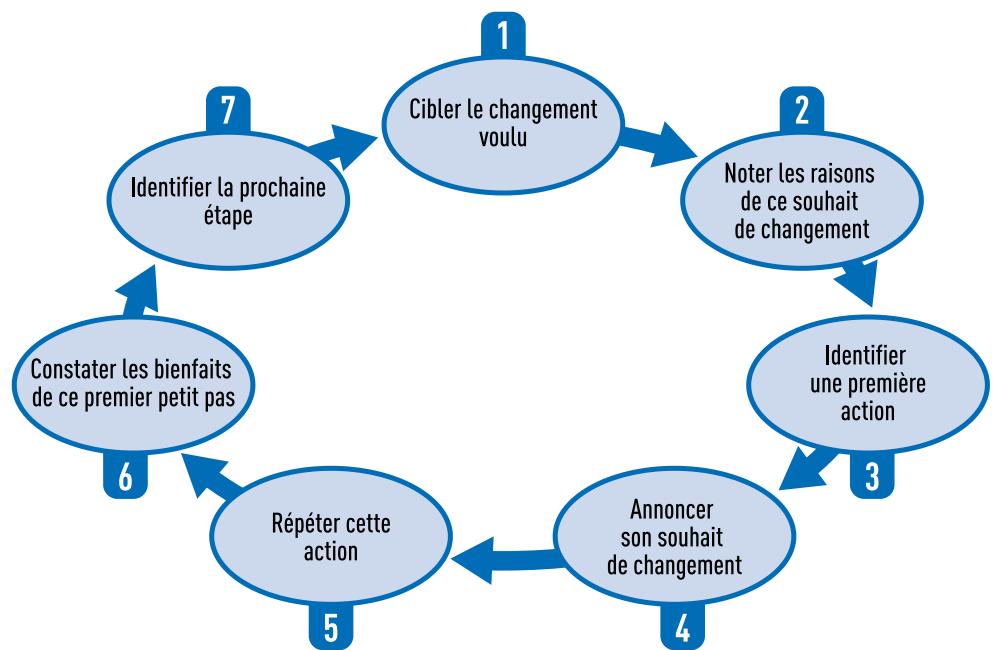 1
Cibler le changement
voulu
2
Noter les raisons
de ce souhait
de changement
3
Identifier
une première
action
4
Annoncer
son souhait
de changement
5
Répéter cette
action
6
Constater les bienfaits
de ce premier petit pas
7
Identifier la prochaine
étape